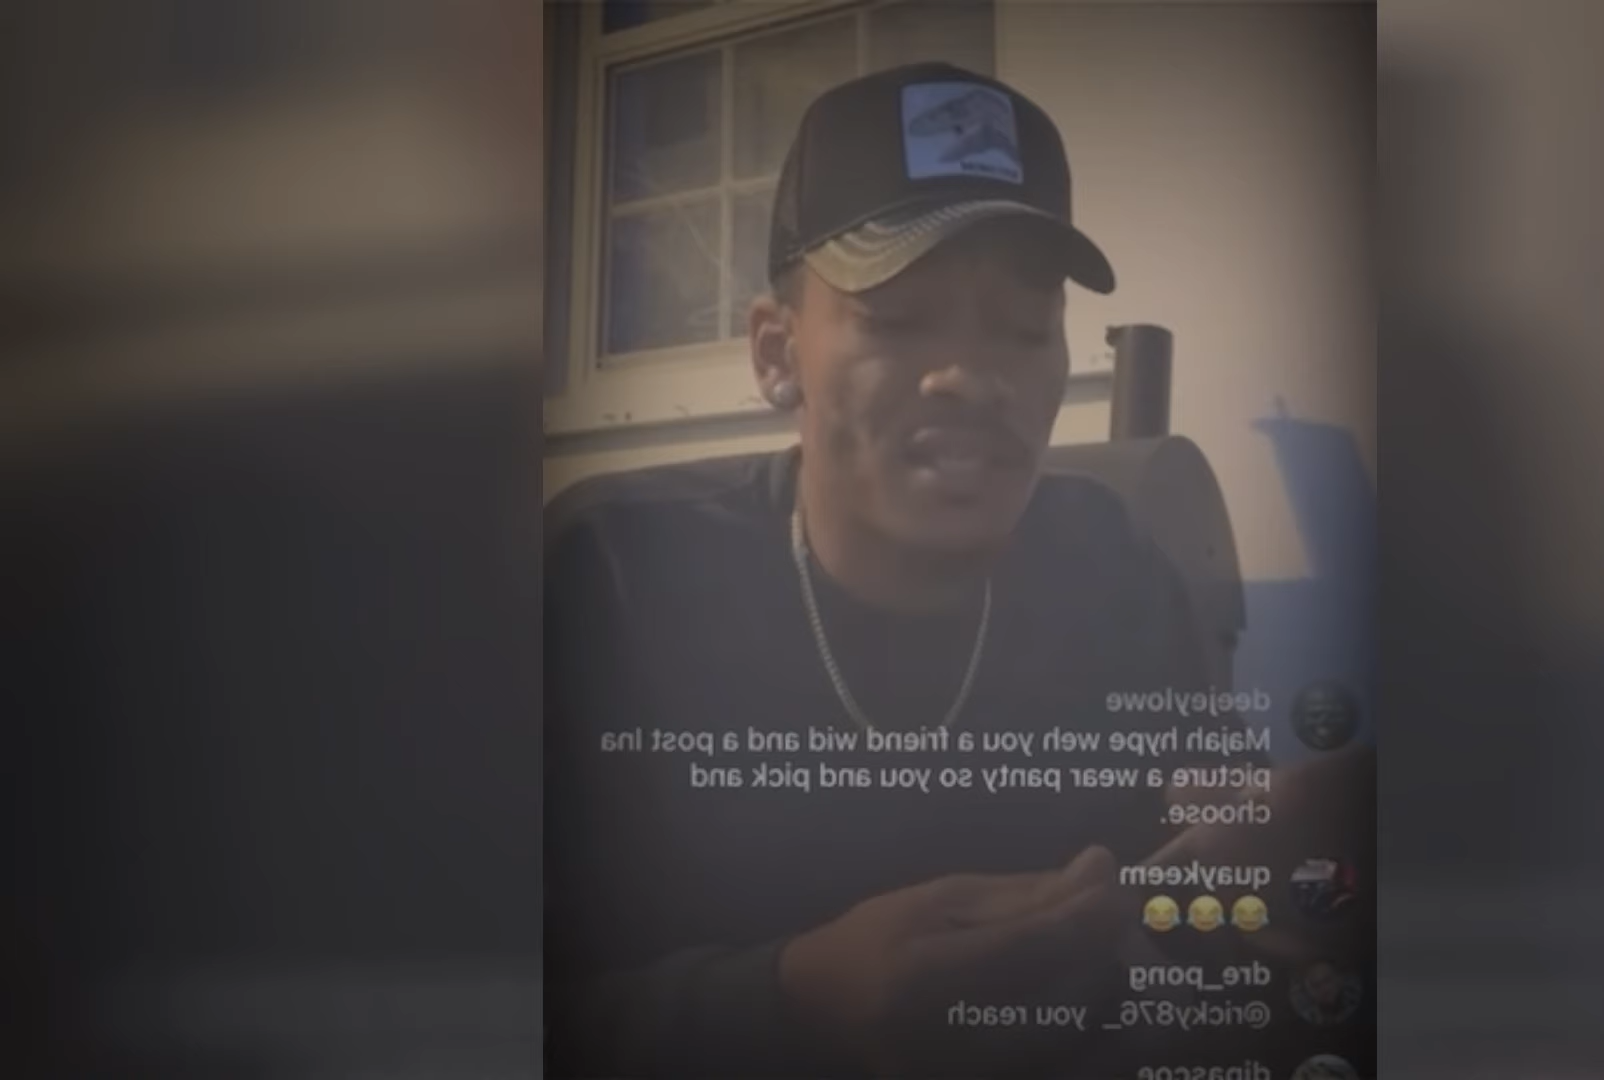 deejeylowe
Majah hype weh you a friend wid and a post Ina
picture a wear panty so you and pick and
choose.
quaykeem
😂😂😂
dre_pong
@ricky876_ you reach